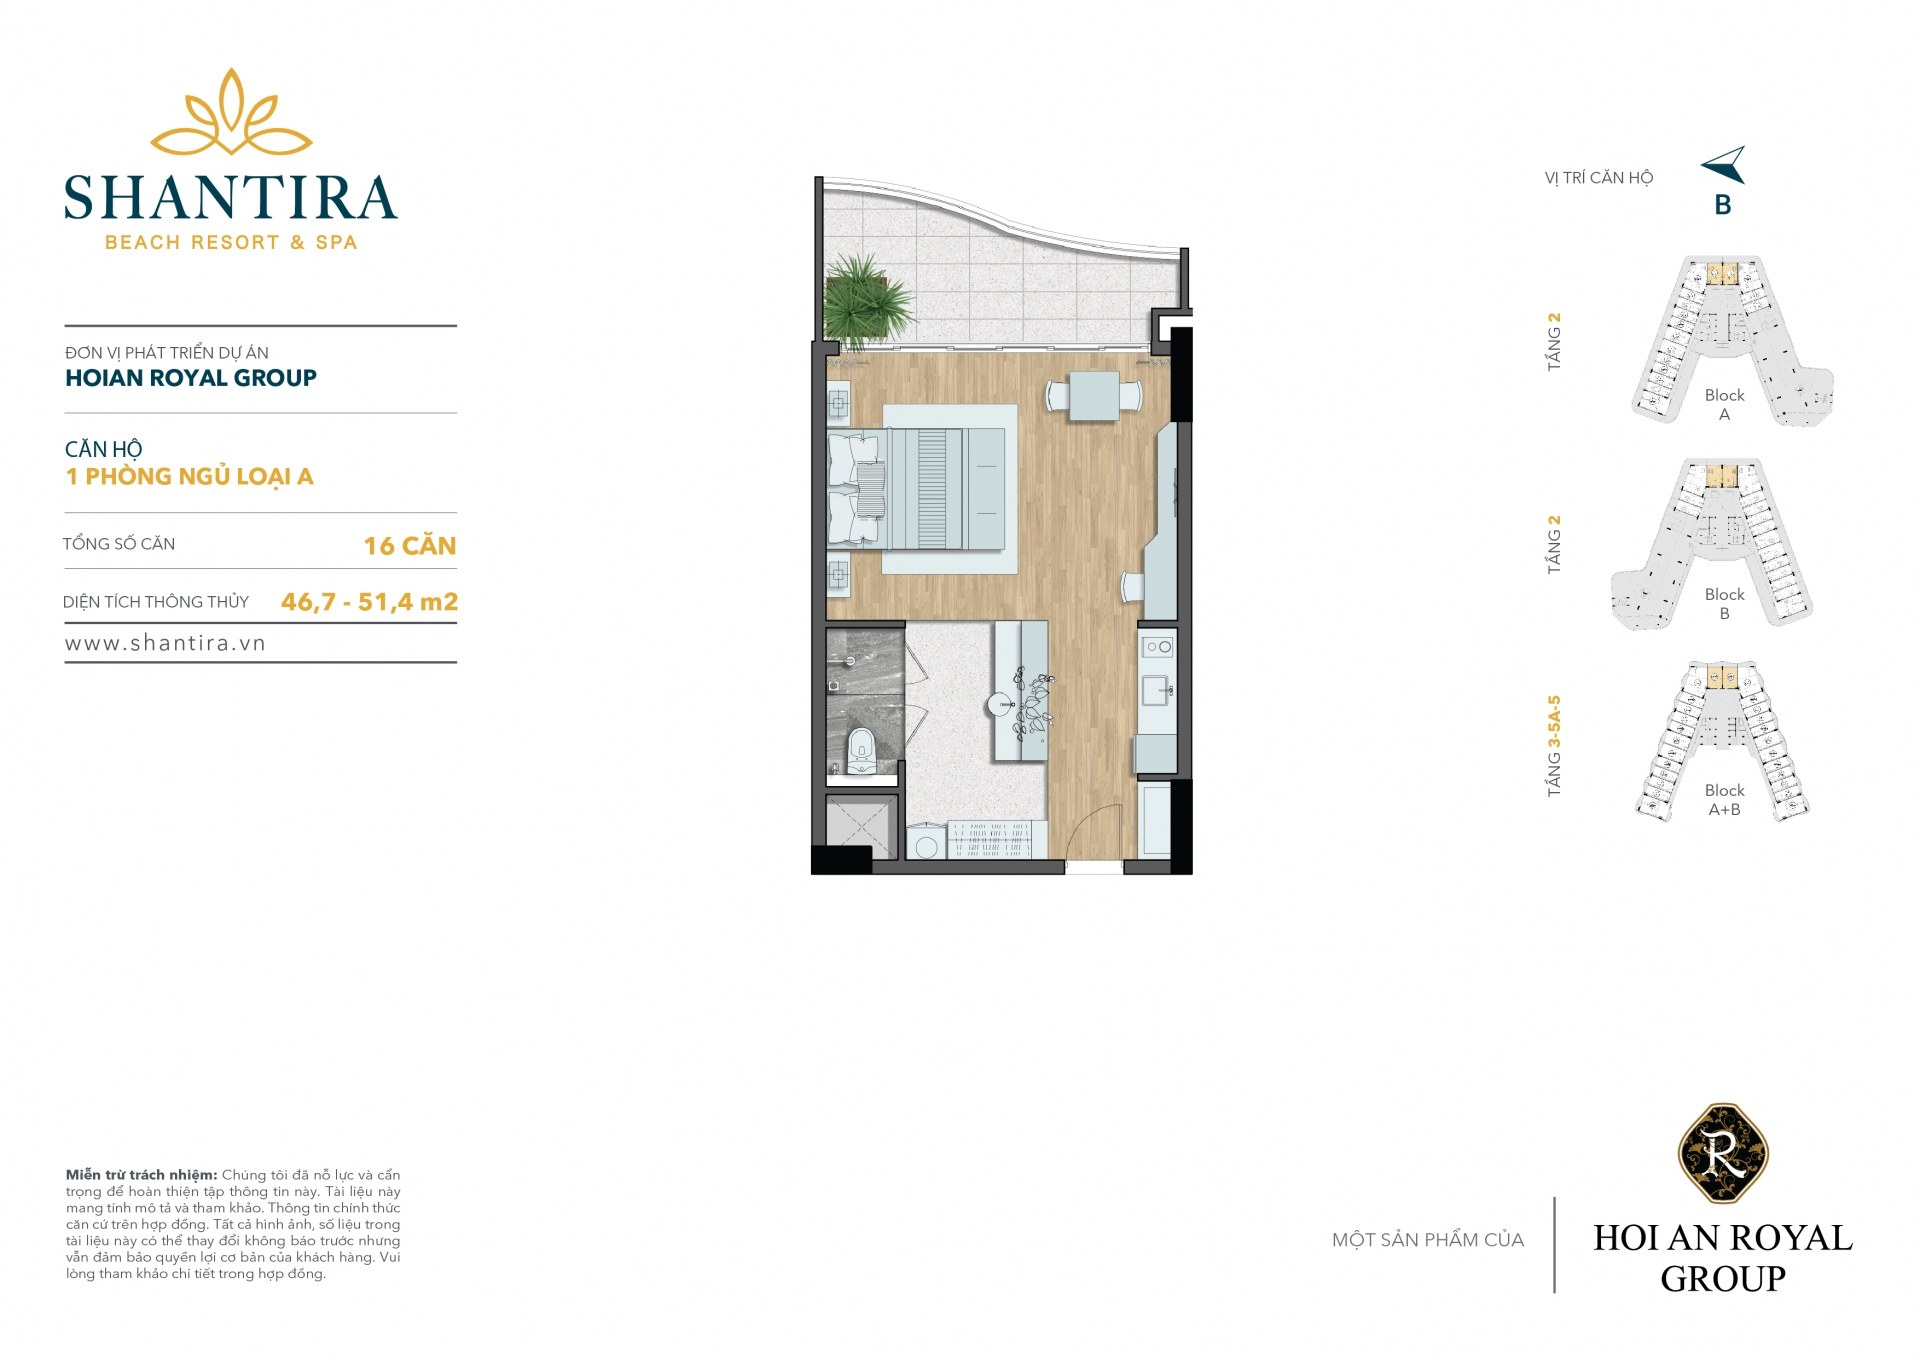 SHANTIRA
BEACH RESORT & SPA
ĐƠN VỊ PHÁT TRIỂN DỰ ÁN
HOIAN ROYAL GROUP
CĂN HỘ
1 PHÒNG NGỦ LOẠI A
TỔNG SỐ CĂN 16 CĂN
DIỆN TÍCH THÔNG THỦY 46,7 - 51,4 m2
www.shantira.vn
Miễn trừ trách nhiệm: Chúng tôi đã nỗ lực và cẩn
trọng để hoàn thiện tập thông tin này. Tài liệu này
mang tính mô tả và tham khảo. Thông tin chính thức
căn cứ trên hợp đồng. Tất cả hình ảnh, số liệu trong
tài liệu này có thể thay đổi không báo trước nhưng
vẫn đảm bảo quyền lợi cơ bản của khách hàng. Vui
lòng tham khảo chi tiết trong hợp đồng.
VỊ TRÍ CĂN HỘ
B
TẦNG 2
Block
A
TẦNG 2
Block
B
TẦNG 3-5A-5
Block
A+B
MỘT SẢN PHẨM CỦA
R
HOI AN ROYAL
GROUP